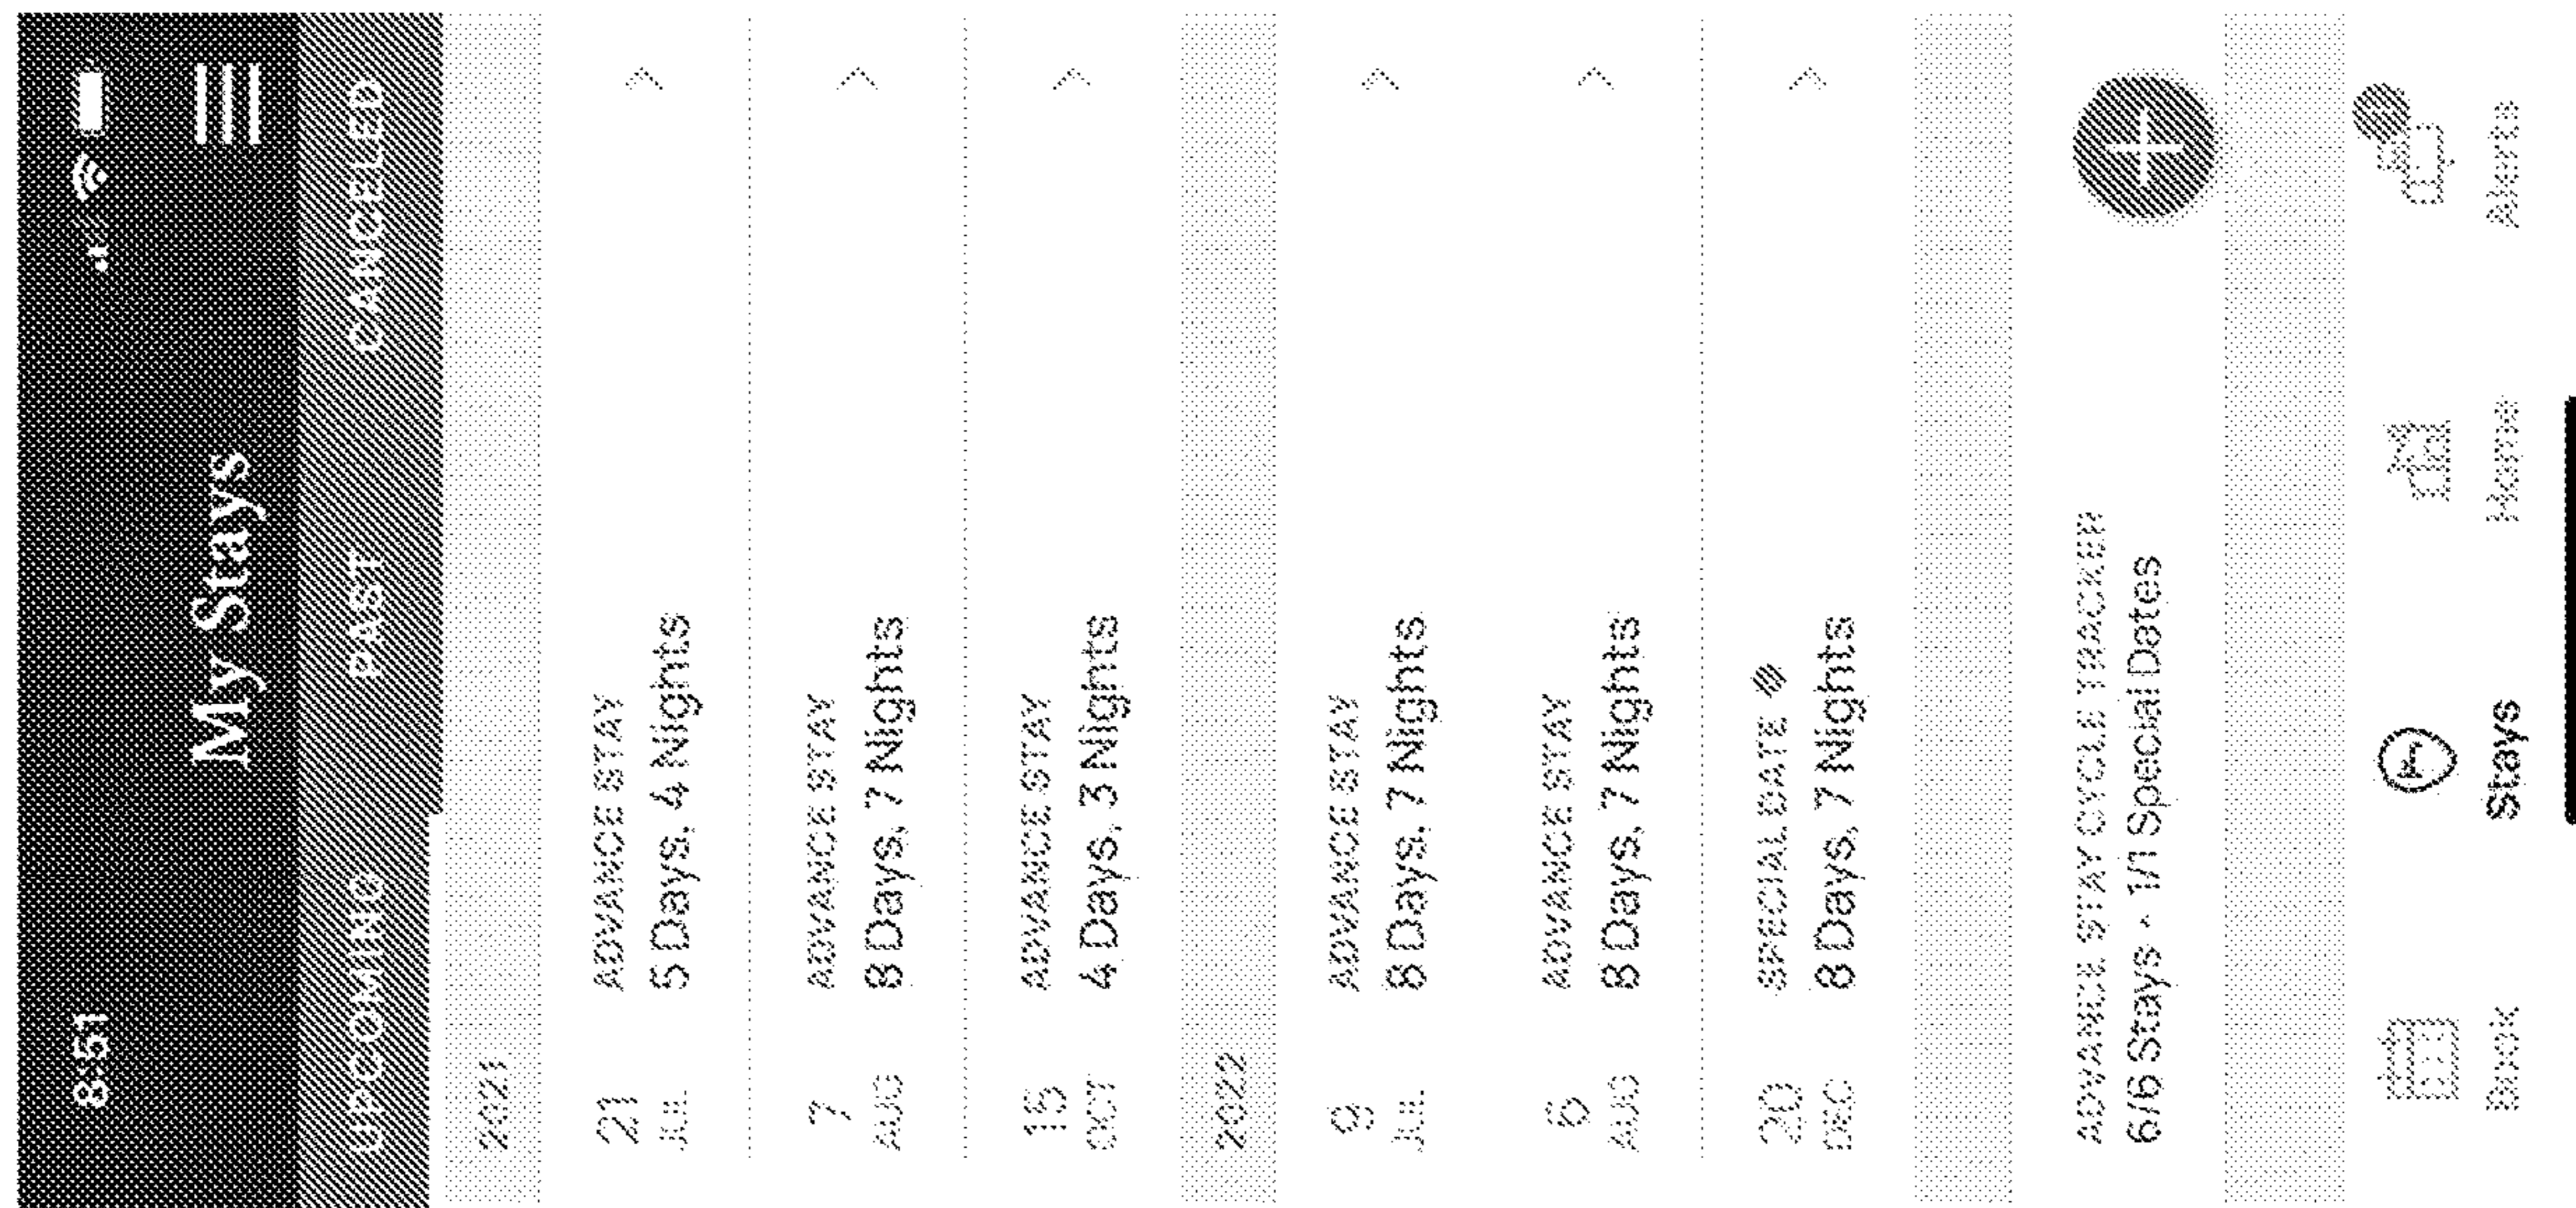 8:51
My Stays
UPCOMING PAST CANCELED
2021
21 JUL
ADVANCE STAY
5 Days, 4 Nights
7 AUG
ADVANCE STAY
8 Days, 7 Nights
15 OCT
ADVANCE STAY
4 Days, 3 Nights
2022
9 JUL
ADVANCE STAY
8 Days, 7 Nights
6 AUG
ADVANCE STAY
8 Days, 7 Nights
20 DEC
SPECIAL DATE
8 Days, 7 Nights
ADVANCE STAY CYCLE TRACKER
6/6 Stays • 1/1 Special Dates
Book Stays Home Alerts